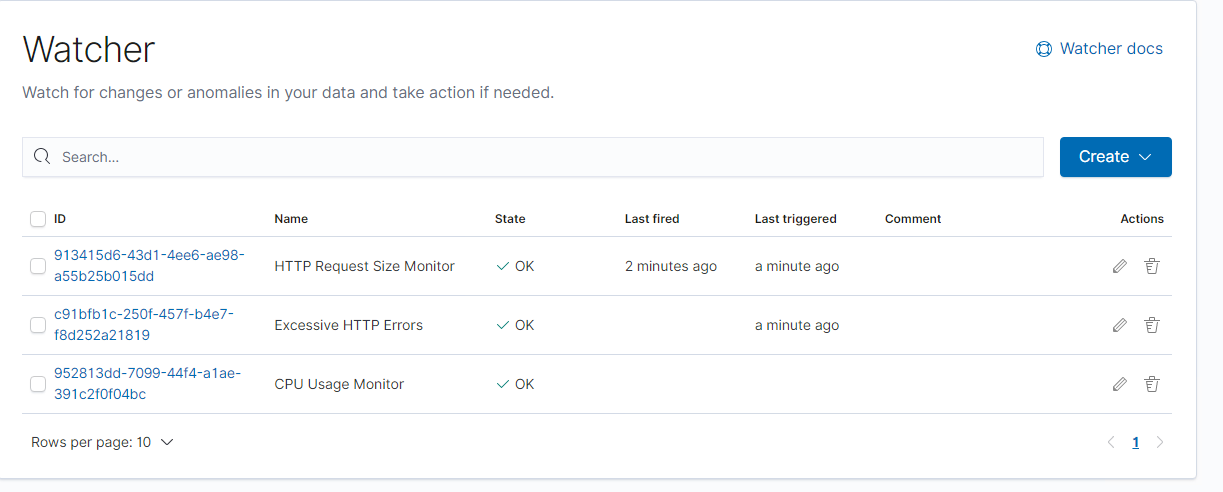 Watcher
Watcher docs
Watch for changes or anomalies in your data and take action if needed.
Search...
Create
ID Name State Last fired Last triggered Comment Actions
913415d6-43d1-4ee6-ae98-
a55b25b015dd
HTTP Request Size Monitor OK 2 minutes ago a minute ago
c91bfb1c-250f-457f-b4e7-
f8d252a21819
Excessive HTTP Errors OK a minute ago
952813dd-7099-44f4-a1ae-
391c2f0f04bc
CPU Usage Monitor OK
Rows per page: 10
1